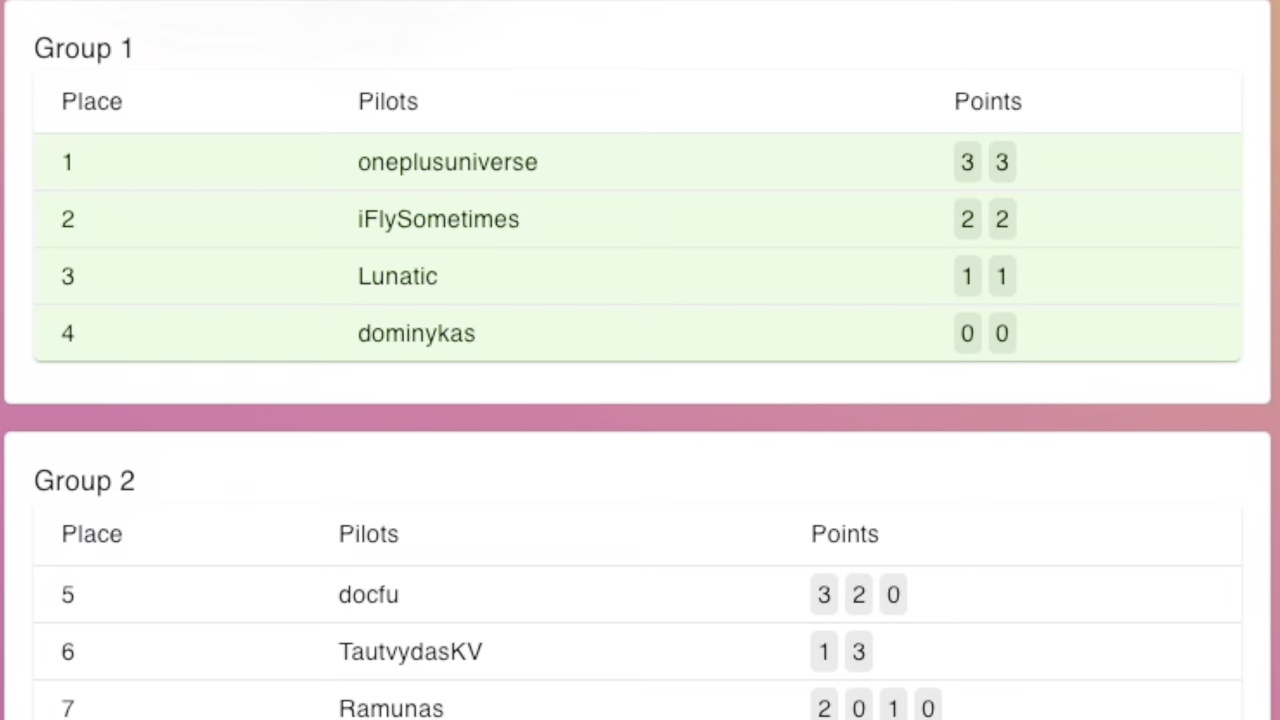 Group 1
Place Pilots Points
1 oneplusuniverse 3 3
2 iFlySometimes 2 2
3 Lunatic 1 1
4 dominykas 0 0
Group 2
Place Pilots Points
5 docfu 3 2 0
6 TautvydasKV 1 3
7 Ramunas 2 0 1 0